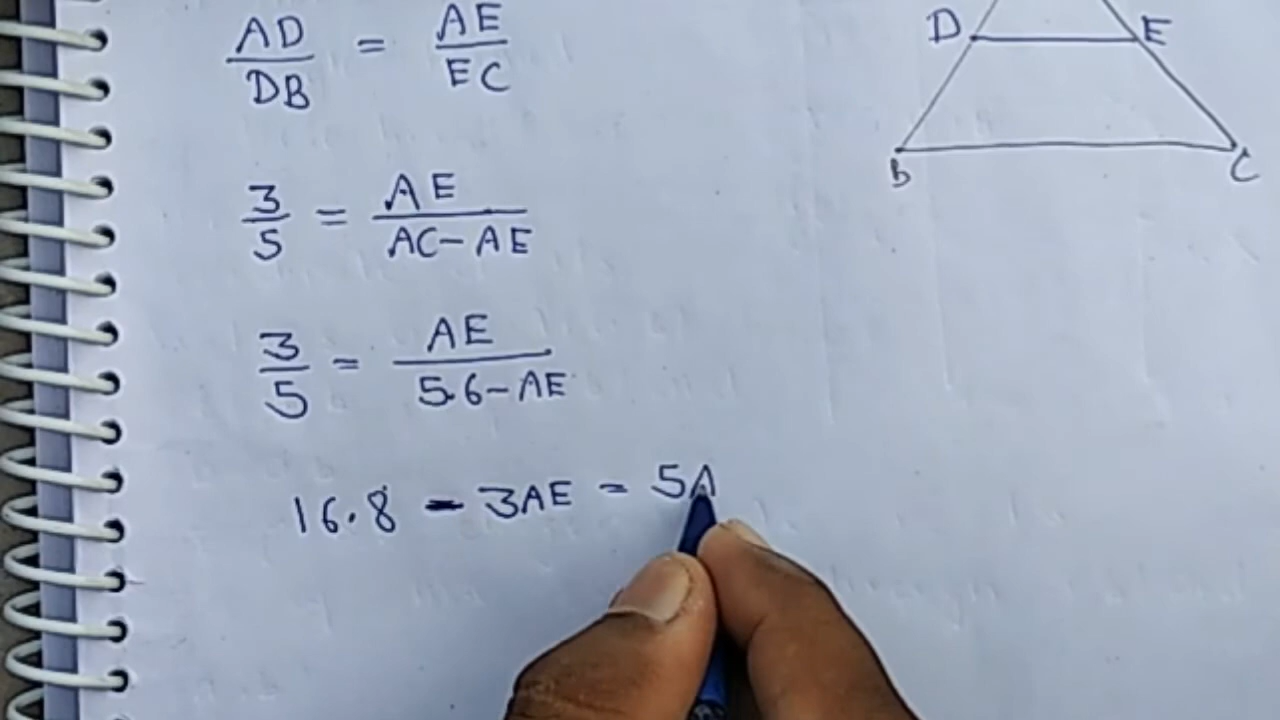 AD/DB = AE/EC
D E
B C
3/5 = AE/AC-AE
3/5 = AE/5.6-AE
16.8 - 3AE = 5A